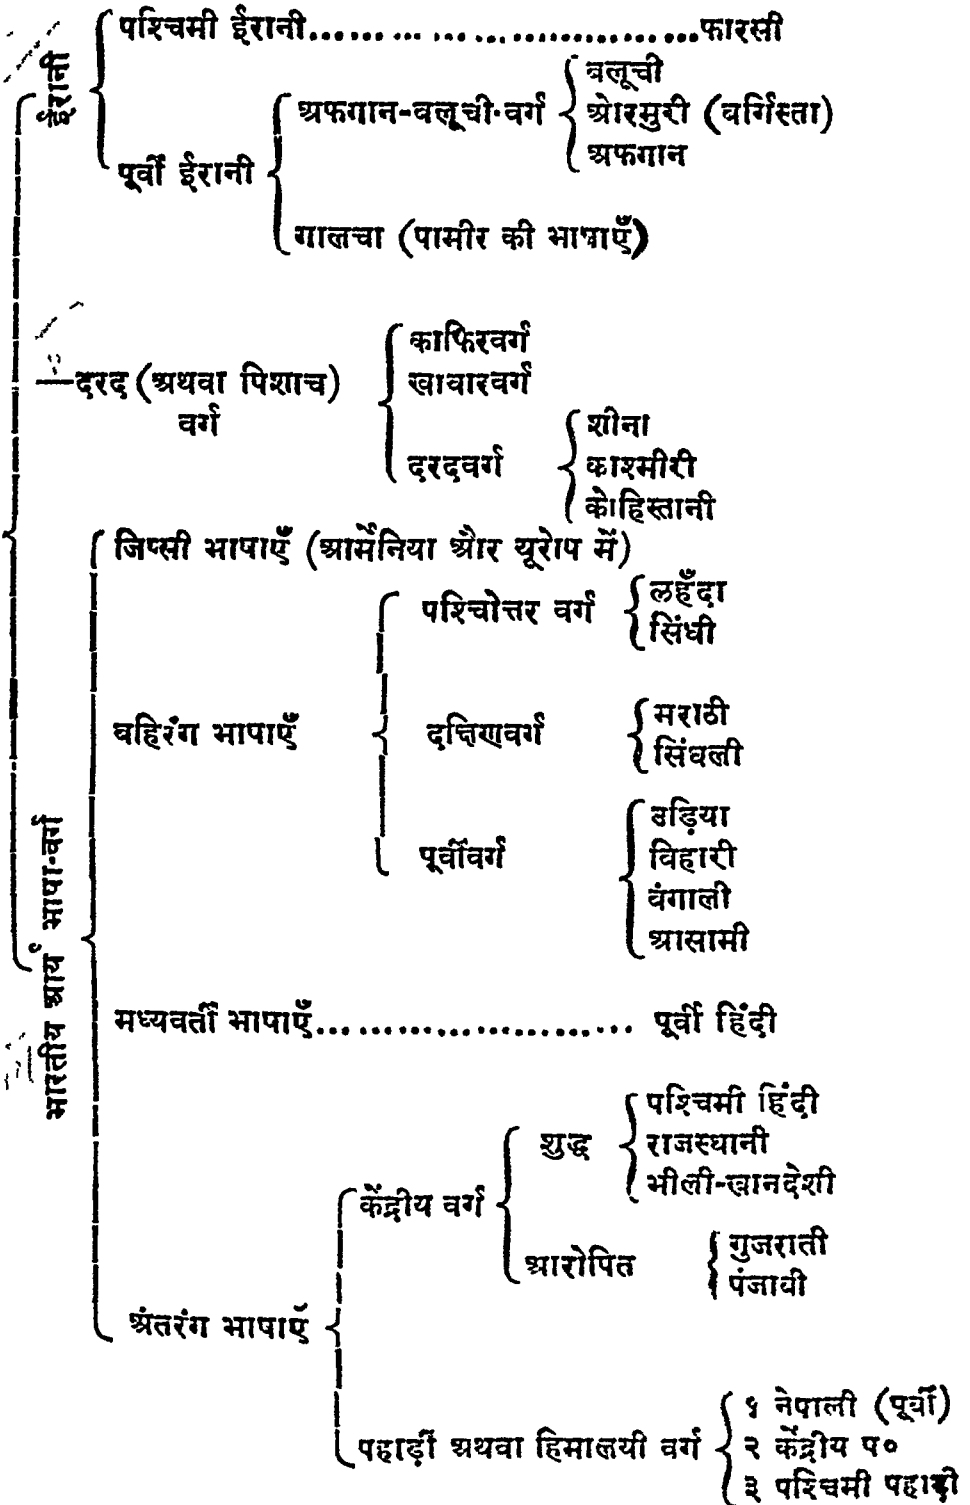 ईरानी
पश्चिमी ईरानी...............................फारसी
पूर्वी ईरानी
अफगान-बलूची-वर्ग
बलूची
ओरमुरी (बर्गिस्ता)
अफगान
गालचा (पामीर की भाषाएँ)
दरद (अथवा पिशाच)
वर्ग
काफिरवर्ग
खोवारवर्ग
दरदवर्ग
शीना
काश्मीरी
कोहिस्तानी
भारतीय आर्य भाषा-वर्ग
जिप्सी भाषाएँ (आर्मेनिया और यूरोप में)
बहिरंग भाषाएँ
पश्चिोत्तर वर्ग
लहँदा
सिंधी
दक्षिणवर्ग
मराठी
सिंघली
पूर्वीवर्ग
उड़िया
विहारी
बंगाली
आसामी
मध्यवर्ती भाषाएँ........................ पूर्वी हिंदी
अंतरंग भाषाएँ
केंद्रीय वर्ग
शुद्ध
पश्चिमी हिंदी
राजस्थानी
भीली-खानदेशी
आरोपित
गुजराती
पंजाबी
पहाड़ी अथवा हिमालयी वर्ग
१ नेपाली (पूर्वी)
२ केंद्रीय प०
३ पश्चिमी पहाड़ी